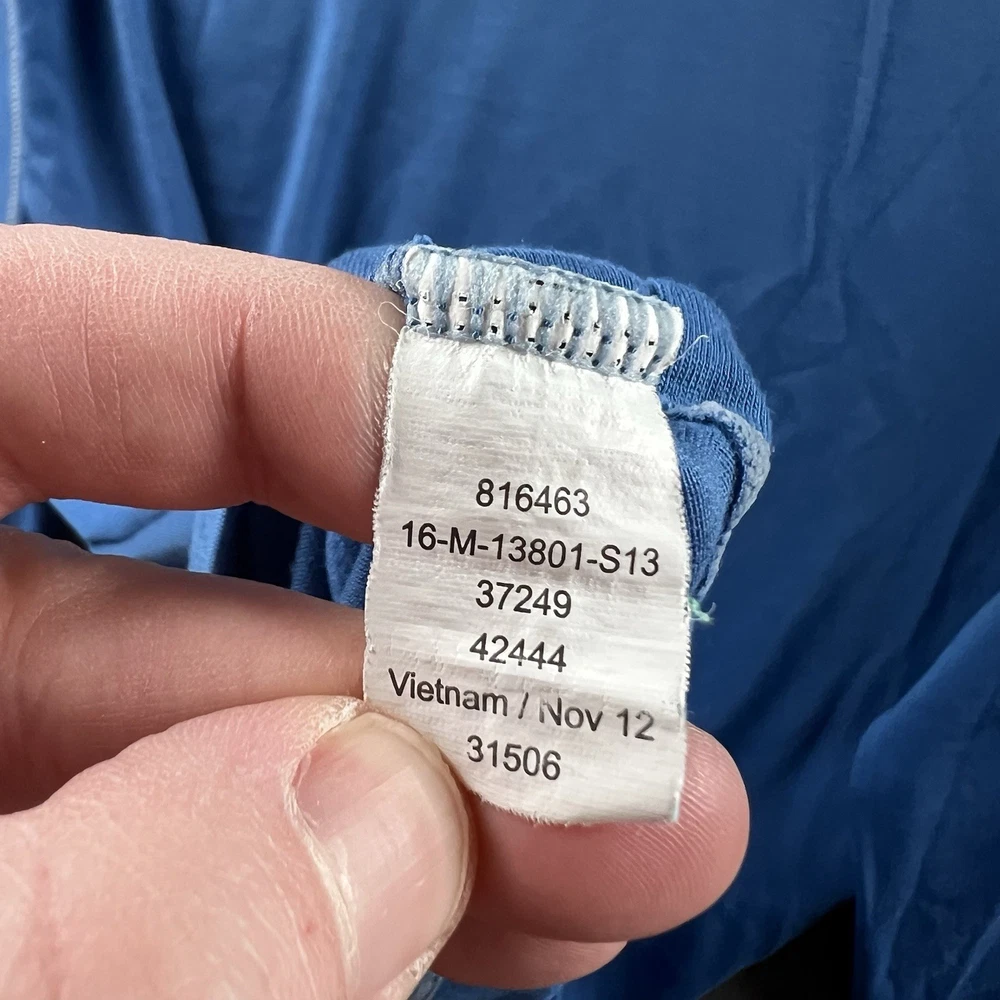 816463
16-M-13801-S13
37249
42444
Vietnam / Nov 12
31506